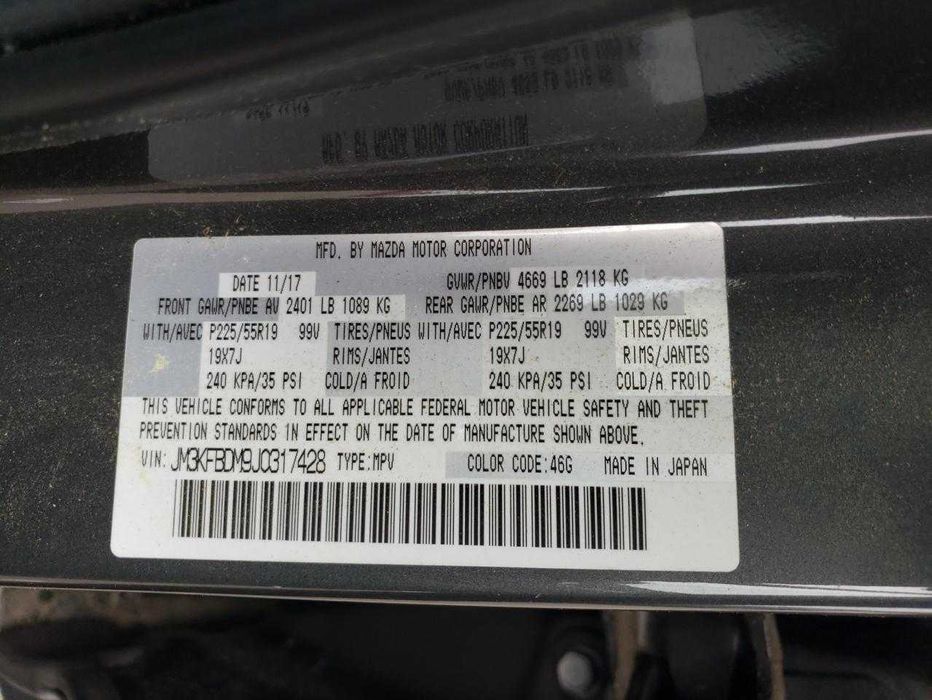 MFD. BY MAZDA MOTOR CORPORATION
DATE 11/17 GVWR/PNBV 4669 LB 2118 KG
FRONT GAWR/PNBE AV 2401 LB 1089 KG REAR GAWR/PNBE AR 2269 LB 1029 KG
WITH/AVEC P225/55R19 99V TIRES/PNEUS WITH/AVEC P225/55R19 99V TIRES/PNEUS
19X7J RIMS/JANTES 19X7J RIMS/JANTES
240 KPA/35 PSI COLD/A FROID 240 KPA/35 PSI COLD/A FROID
THIS VEHICLE CONFORMS TO ALL APPLICABLE FEDERAL MOTOR VEHICLE SAFETY AND THEFT
PREVENTION STANDARDS IN EFFECT ON THE DATE OF MANUFACTURE SHOWN ABOVE.
VIN: JM3KFBDM9J0317428 TYPE:MPV COLOR CODE:46G MADE IN JAPAN